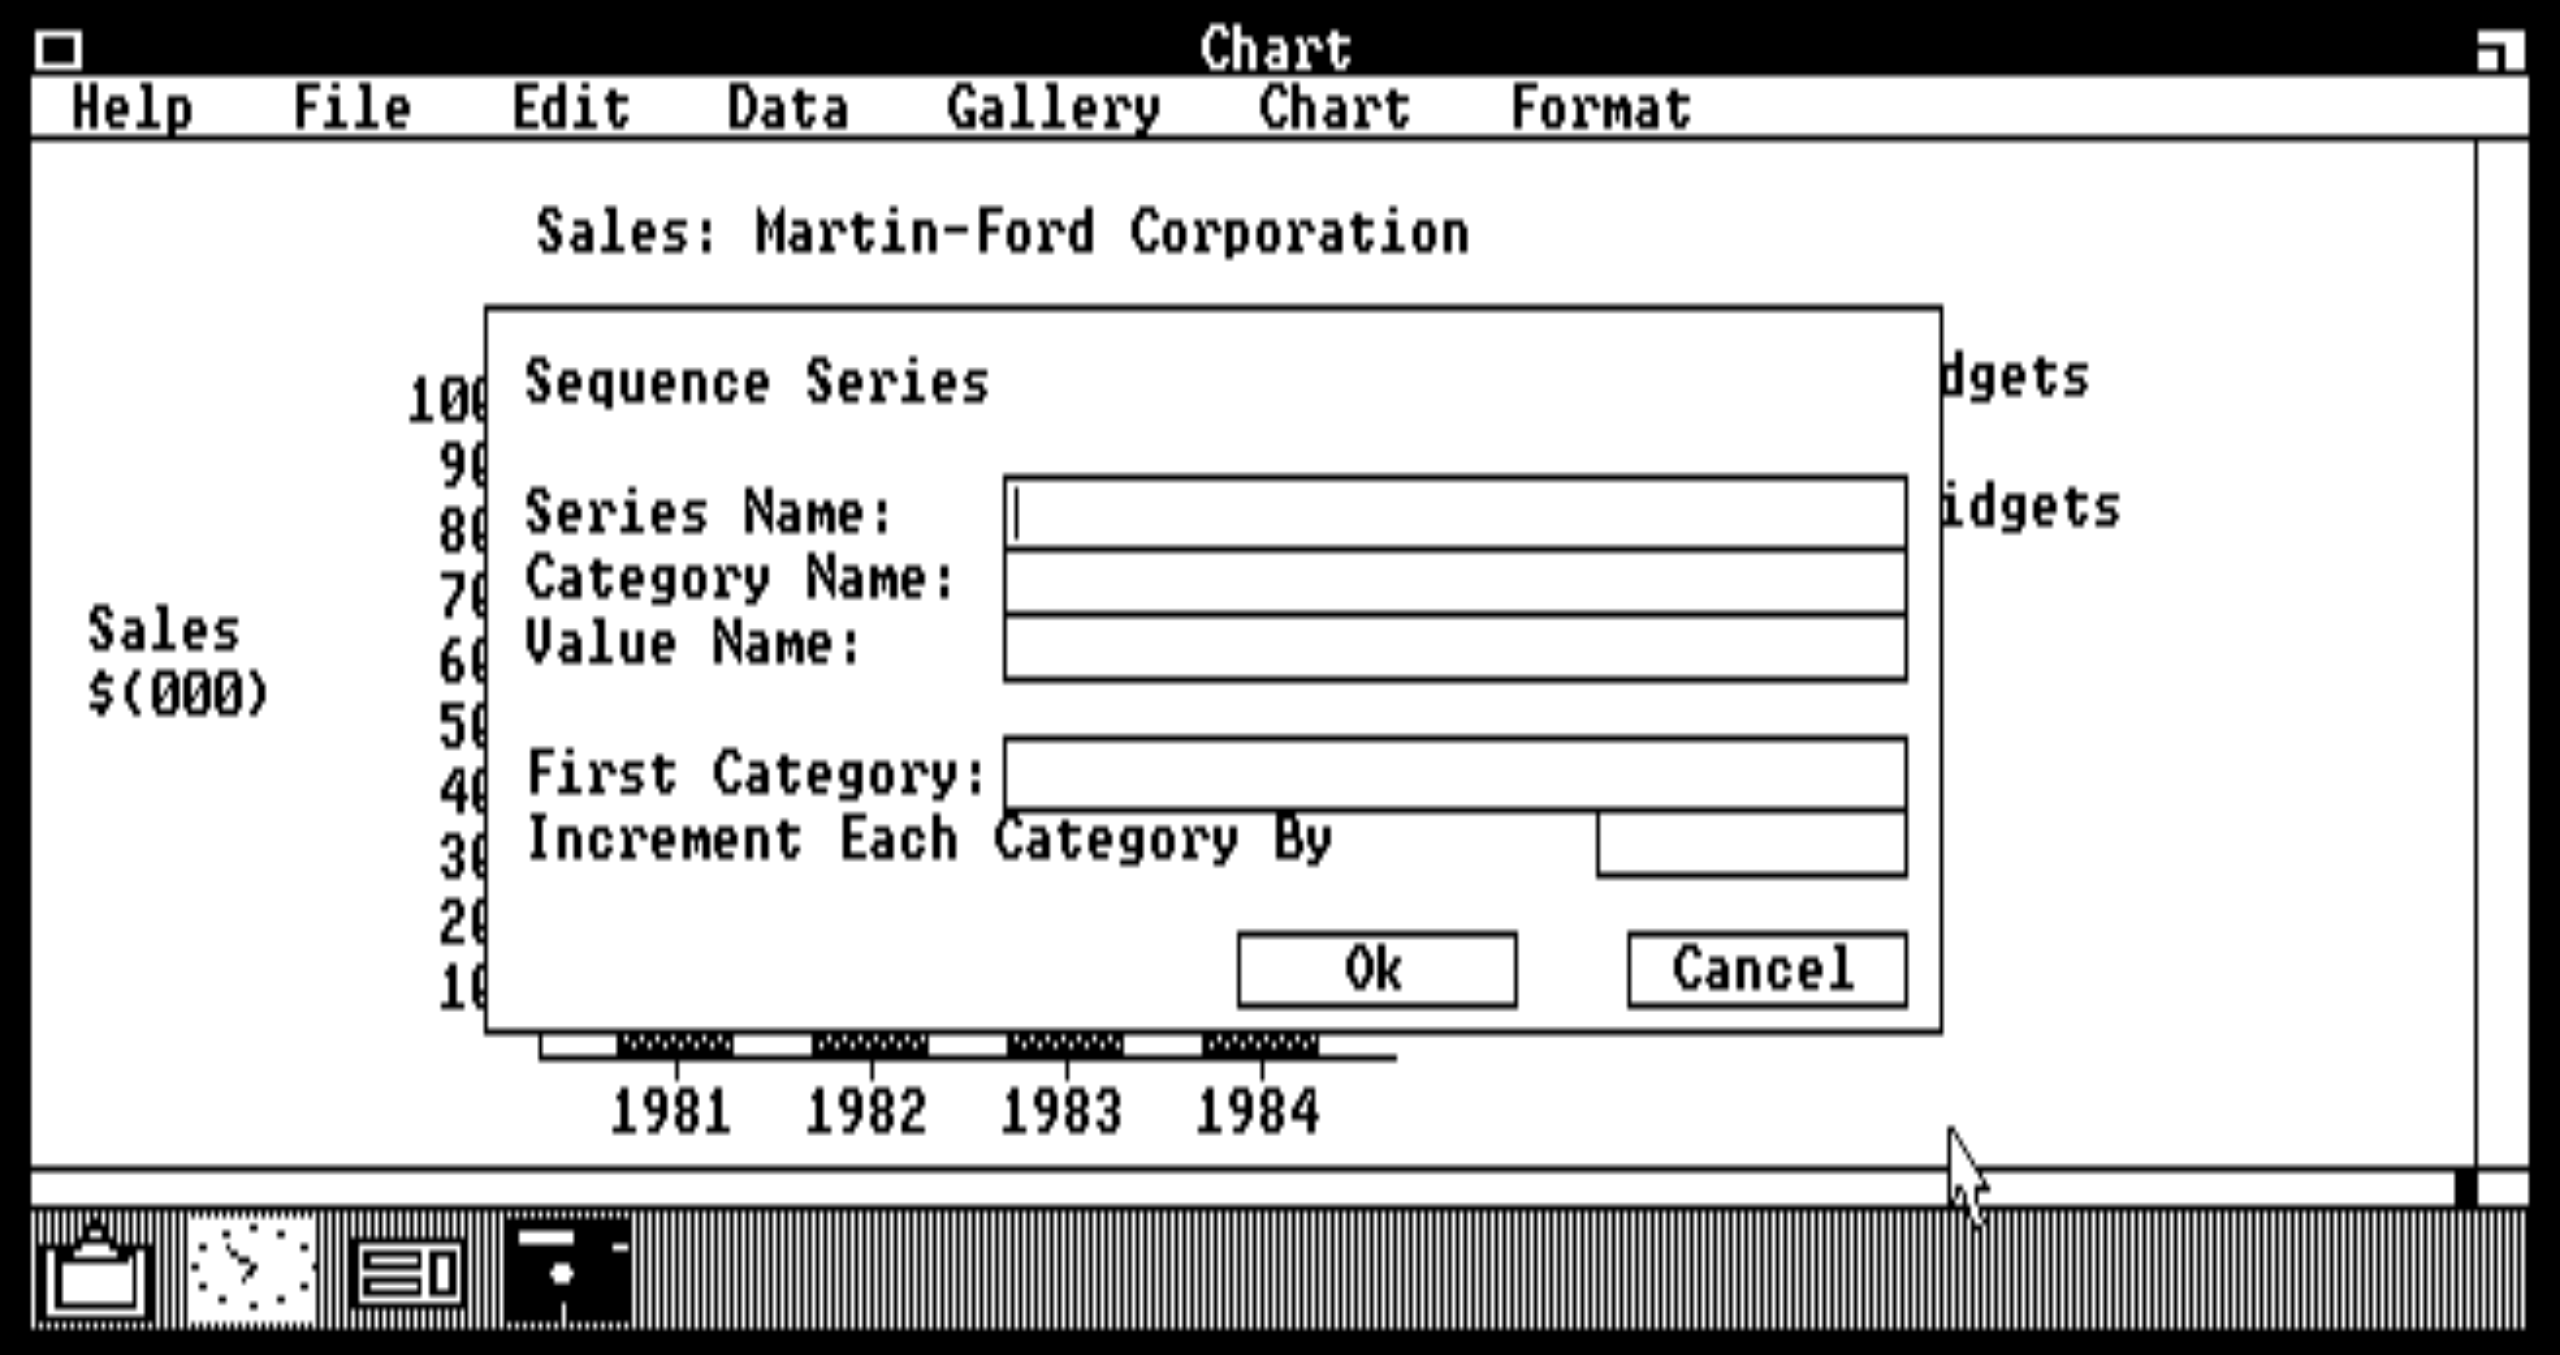 Chart
Help File Edit Data Gallery Chart Format
Sales: Martin-Ford Corporation
Sequence Series
Series Name:
Category Name:
Value Name:
First Category:
Increment Each Category By
Ok Cancel
dgets
idgets
100
90
80
70
60
50
40
30
20
10
Sales
$(000)
1981 1982 1983 1984